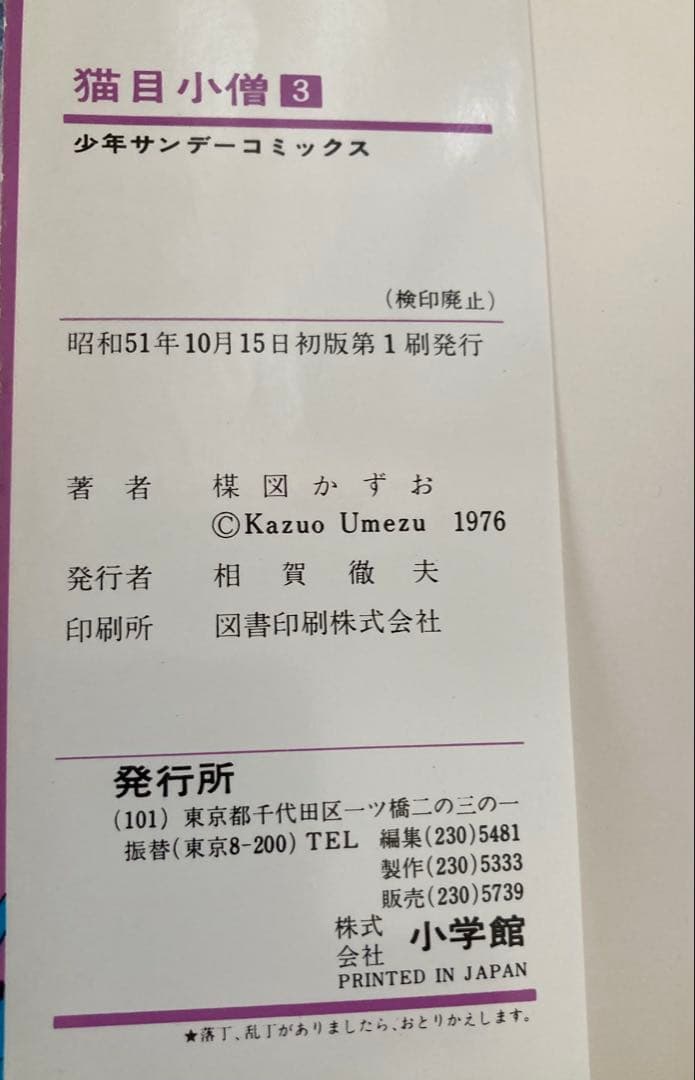 猫目小僧 3
少年サンデーコミックス
(検印廃止)
昭和51年10月15日初版第1刷発行
著者 楳図かずお
©Kazuo Umezu 1976
発行者 相賀徹夫
印刷所 図書印刷株式会社
発行所
(101) 東京都千代田区一ツ橋二の三の一
振替(東京8-200) TEL 編集(230)5481
製作(230)5333
販売(230)5739
株式会社 小学館
PRINTED IN JAPAN
★落丁、乱丁がありましたら、おとりかえします。